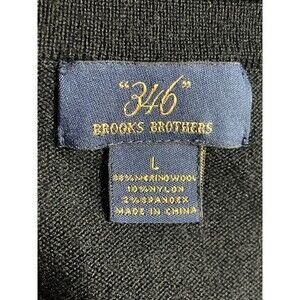 "346"
BROOKS BROTHERS
L
88% MERINO WOOL
10% NYLON
2% SPANDEX
MADE IN CHINA